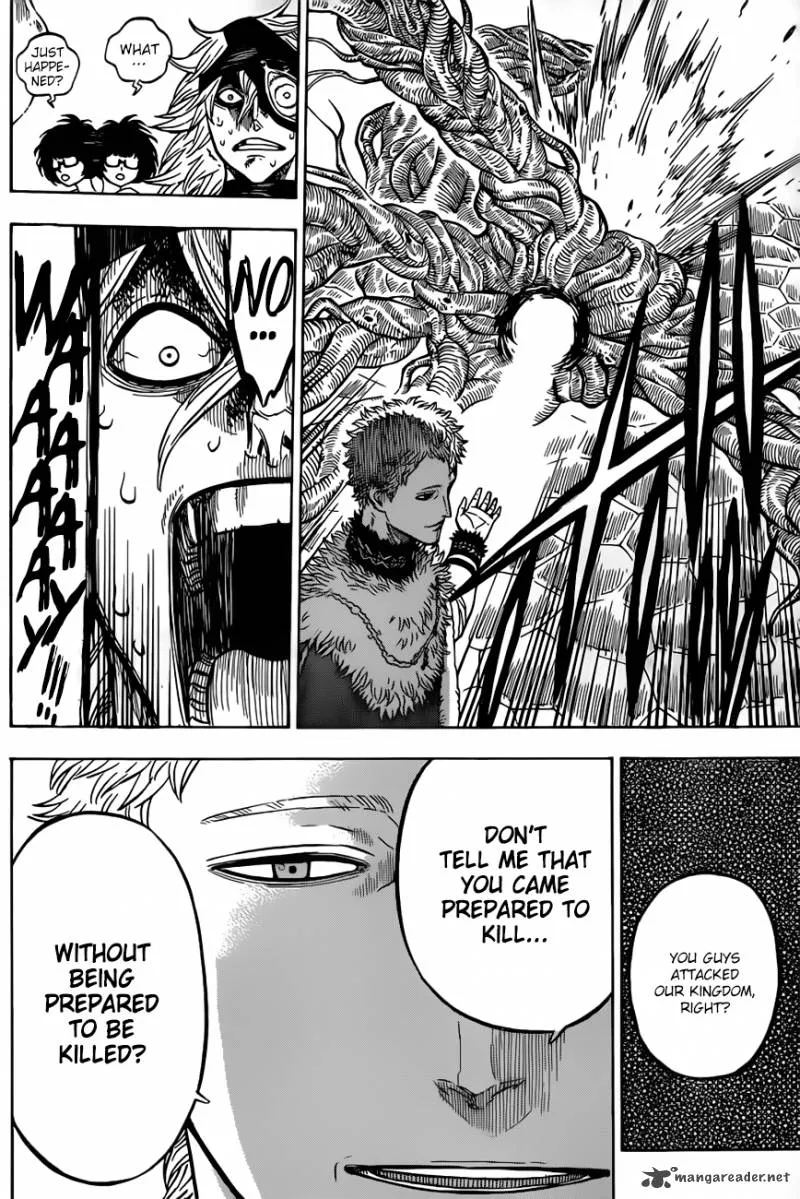 WHAT
...
JUST
HAPPE-
NED?
NO
...
WAAAAAAY!!!
YOU GUYS
ATTACKED
OUR KINGDOM,
RIGHT?
DON'T
TELL ME THAT
YOU CAME
PREPARED TO
KILL...
WITHOUT
BEING
PREPARED
TO BE
KILLED?
mangareader.net